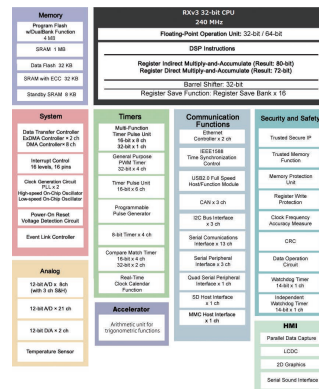 Memory
Program Flash
w/DualBank Function
4 MB
SRAM 1 MB
Data Flash 32 KB
SRAM with ECC 32 KB
Standby SRAM 8 KB
RXv3 32-bit CPU
240 MHz
Floating-Point Operation Unit: 32-bit / 64-bit
DSP Instructions
Register Indirect Multiply-and-Accumulate (Result: 80-bit)
Register Direct Multiply-and-Accumulate (Result: 72-bit)
Barrel Shifter: 32-bit
Register Save Function: Register Save Bank x 16
System
Data Transfer Controller
ExDMA Controller × 2 ch
DMA Controller× 8 ch
Interrupt Control
16 levels, 16 pins
Clock Generation Circuit
PLL x 2
High-speed On-Chip Oscillator
Low-speed On-Chip Oscillator
Power-On Reset
Voltage Detection Circuit
Event Link Controller
Analog
12-bit A/D x 8ch
(with 3 ch S&H)
12-bit A/D × 21 ch
12-bit D/A × 2 ch
Temperature Sensor
Timers
Multi-Function
Timer Pulse Unit
16-bit x 8 ch
32-bit x 1 ch
General Purpose
PWM Timer
32-bit x 4 ch
Timer Pulse Unit
16-bit x 6 ch
Programmable
Pulse Generator
8-bit Timer x 4 ch
Compare Match Timer
16-bit x 4 ch
32-bit x 2 ch
Real-Time
Clock Calendar
Function
Accelerator
Arithmetic unit for
trigonometric functions
Communication
Functions
Ethernet
Controller x 2 ch
IEEE1588
Time Synchronization
Control
USB2.0 Full Speed
Host/Function Module
CAN x 3 ch
I2C Bus Interface
x 3 ch
Serial Comunications
Interface x 13 ch
Serial Peripheral
Interface x 3 ch
Quad Serial Peripheral
Interface x 1 ch
SD Host Interface
x 1 ch
MMC Host Interface
x 1 ch
Security and Safety
Trusted Secure IP
Trusted Memory
Function
Memory Protection
Unit
Register Write
Protection
Clock Frequency
Accuracy Measure
CRC
Data Operation
Circuit
Watchdog Timer
14-bit x 1 ch
Independent
Watchdog Timer
14-bit x 1 ch
HMI
Parallel Data Capture
LCDC
2D Graphics
Serial Sound Interface